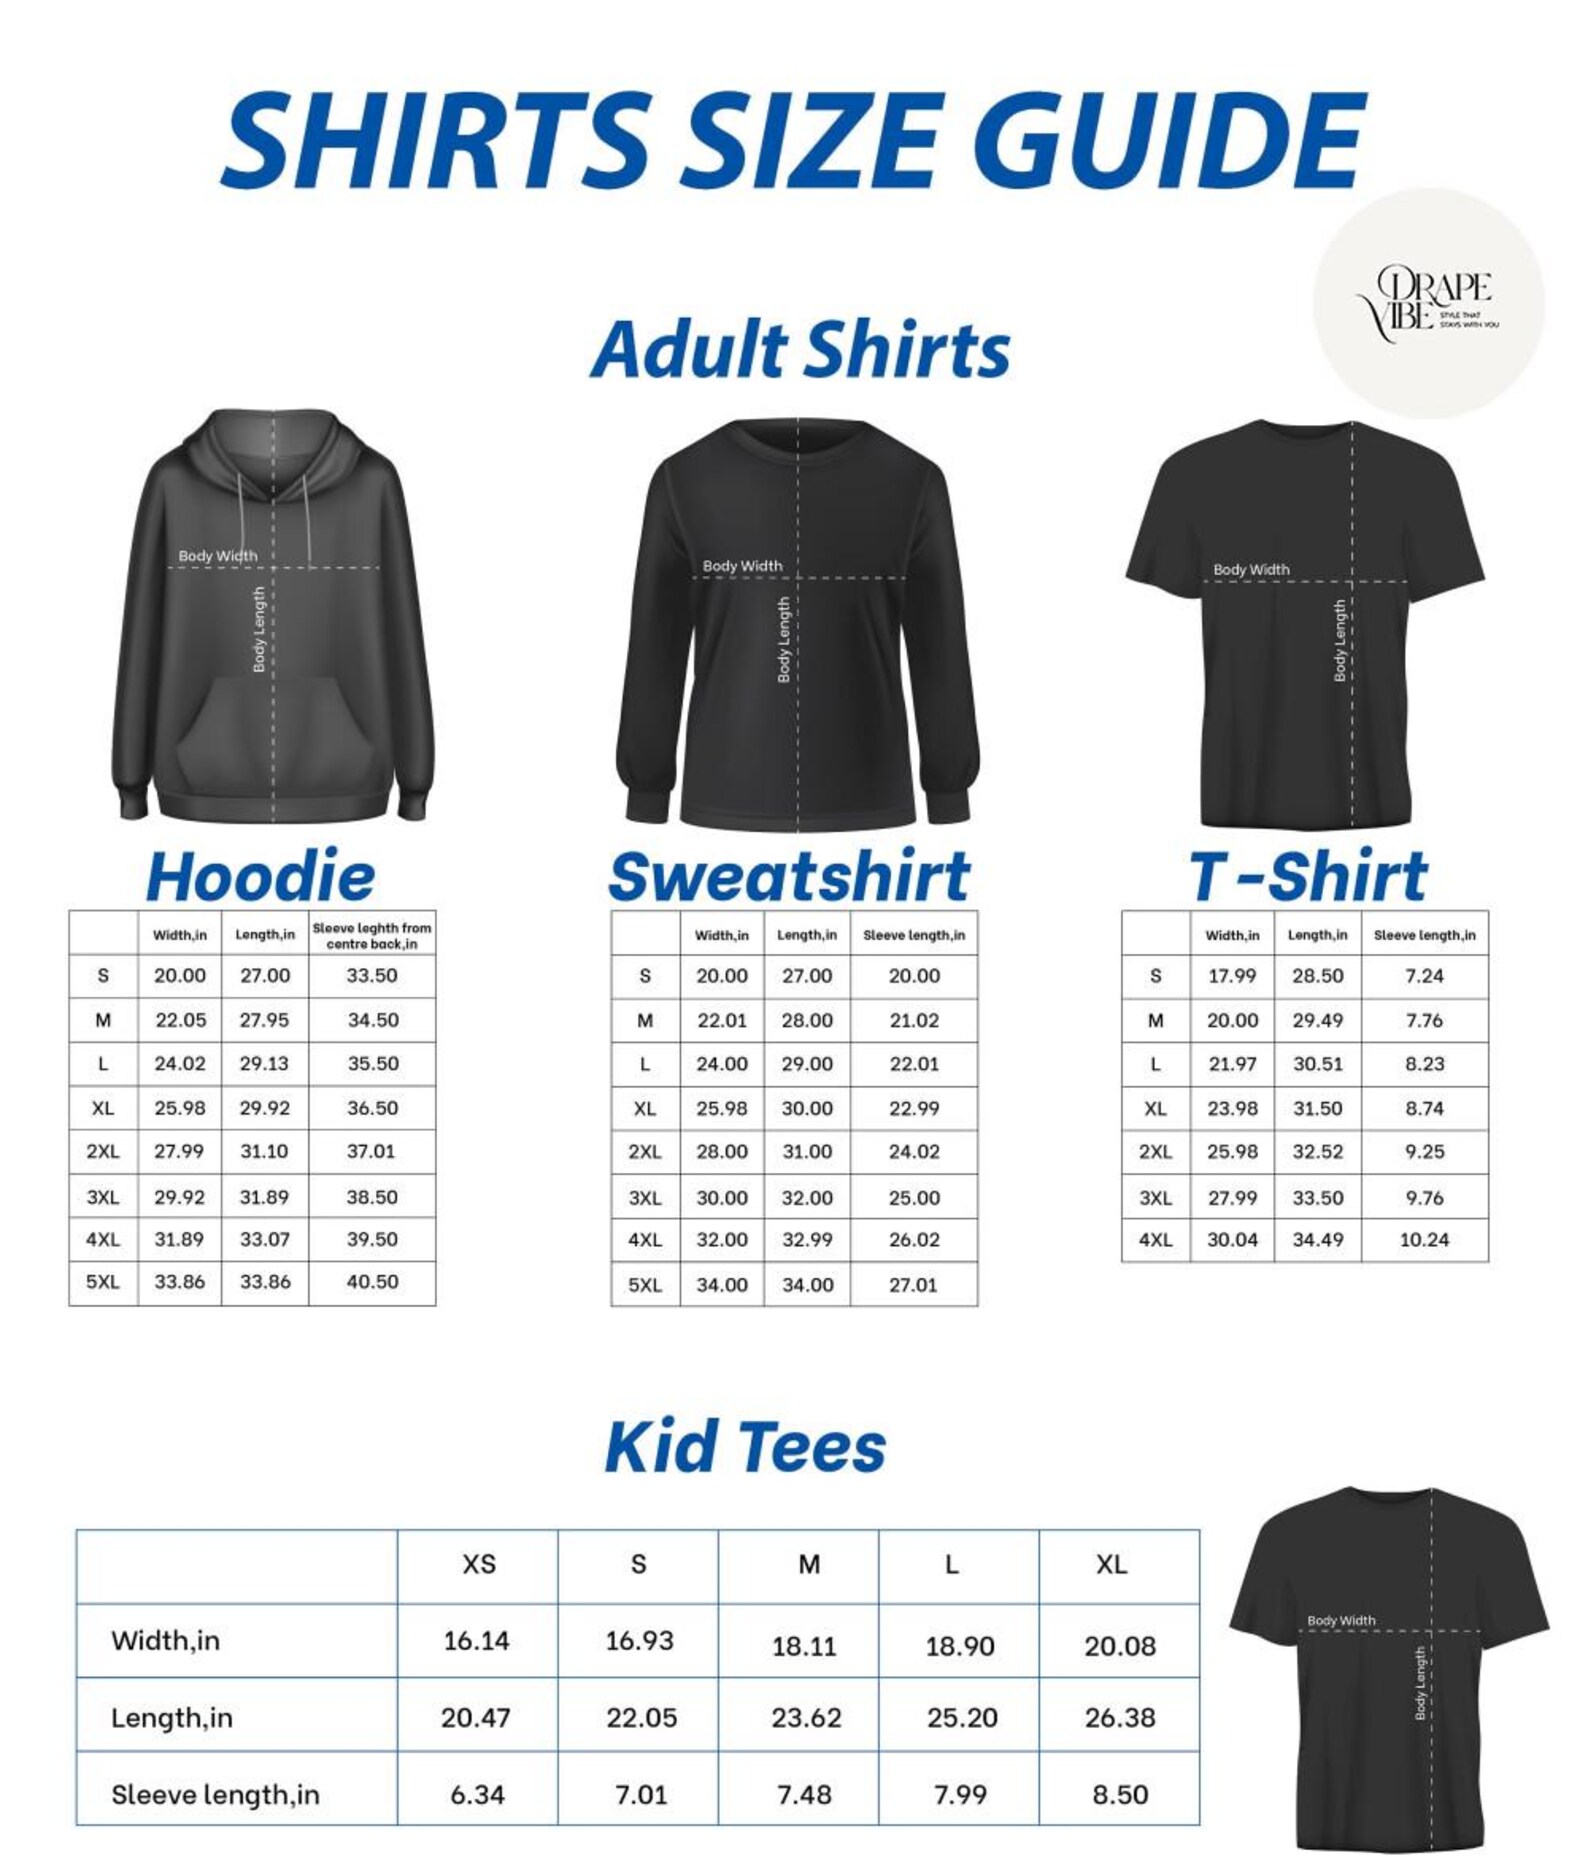 SHIRTS SIZE GUIDE
DRAPE
VIBE
STYLE THAT
STAYS WITH YOU
Adult Shirts
Body Width
Body Length
Body Width
Body Length
Body Width
Body Length
Hoodie
Width,in Length,in Sleeve leghth from centre back,in
S 20.00 27.00 33.50
M 22.05 27.95 34.50
L 24.02 29.13 35.50
XL 25.98 29.92 36.50
2XL 27.99 31.10 37.01
3XL 29.92 31.89 38.50
4XL 31.89 33.07 39.50
5XL 33.86 33.86 40.50
Sweatshirt
Width,in Length,in Sleeve length,in
S 20.00 27.00 20.00
M 22.01 28.00 21.02
L 24.00 29.00 22.01
XL 25.98 30.00 22.99
2XL 28.00 31.00 24.02
3XL 30.00 32.00 25.00
4XL 32.00 32.99 26.02
5XL 34.00 34.00 27.01
T-Shirt
Width,in Length,in Sleeve length,in
S 17.99 28.50 7.24
M 20.00 29.49 7.76
L 21.97 30.51 8.23
XL 23.98 31.50 8.74
2XL 25.98 32.52 9.25
3XL 27.99 33.50 9.76
4XL 30.04 34.49 10.24
Kid Tees
XS S M L XL
Width,in 16.14 16.93 18.11 18.90 20.08
Length,in 20.47 22.05 23.62 25.20 26.38
Sleeve length,in 6.34 7.01 7.48 7.99 8.50
Body Width
Body Length